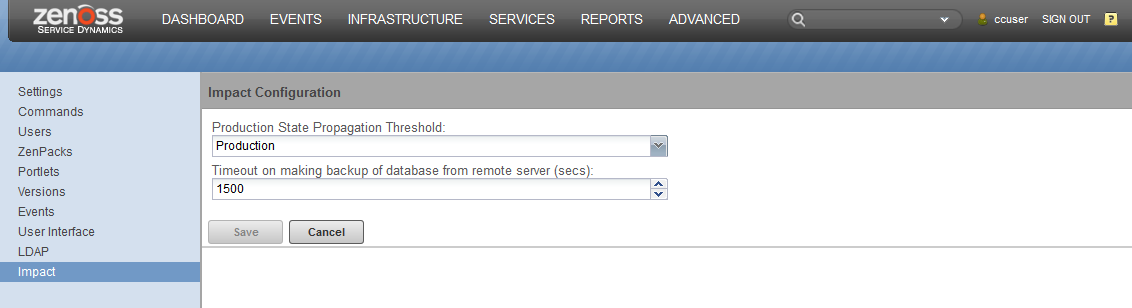 zenoss
SERVICE DYNAMICS
DASHBOARD EVENTS INFRASTRUCTURE SERVICES REPORTS ADVANCED ccuser SIGN OUT ?
Settings
Commands
Users
ZenPacks
Portlets
Versions
Events
User Interface
LDAP
Impact
Impact Configuration
Production State Propagation Threshold:
Production
Timeout on making backup of database from remote server (secs):
1500
Save Cancel